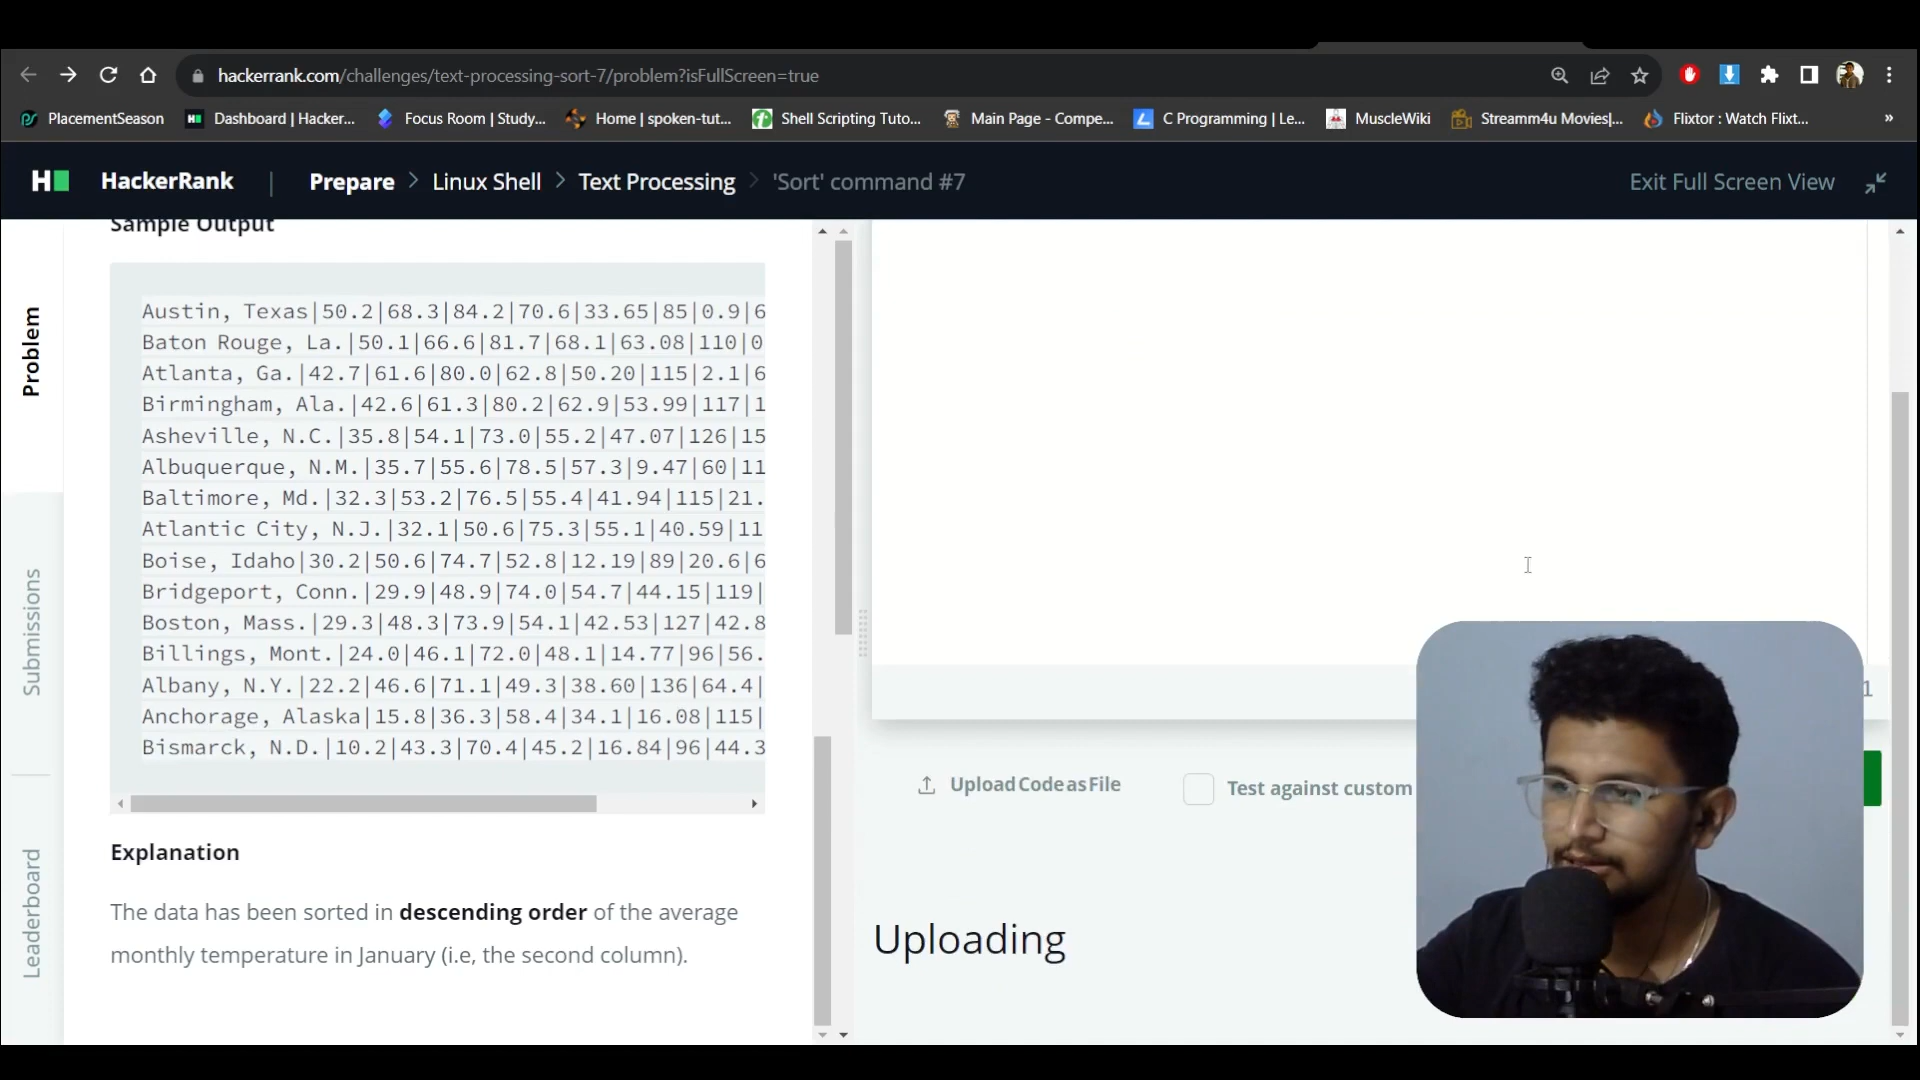 hackerrank.com/challenges/text-processing-sort-7/problem?isFullScreen=true
PlacementSeason
Dashboard | Hacker...
Focus Room | Study...
Home | spoken-tut...
Shell Scripting Tuto...
Main Page - Compe...
C Programming | Le...
MuscleWiki
Streamm4u Movies|...
Flixtor : Watch Flixt...
»
HackerRank | Prepare > Linux Shell > Text Processing > 'Sort' command #7
Exit Full Screen View
Problem
Submissions
Leaderboard
Sample Output
Austin, Texas|50.2|68.3|84.2|70.6|33.65|85|0.9|6
Baton Rouge, La.|50.1|66.6|81.7|68.1|63.08|110|0
Atlanta, Ga.|42.7|61.6|80.0|62.8|50.20|115|2.1|6
Birmingham, Ala.|42.6|61.3|80.2|62.9|53.99|117|1
Asheville, N.C.|35.8|54.1|73.0|55.2|47.07|126|15
Albuquerque, N.M.|35.7|55.6|78.5|57.3|9.47|60|11
Baltimore, Md.|32.3|53.2|76.5|55.4|41.94|115|21.
Atlantic City, N.J.|32.1|50.6|75.3|55.1|40.59|11
Boise, Idaho|30.2|50.6|74.7|52.8|12.19|89|20.6|6
Bridgeport, Conn.|29.9|48.9|74.0|54.7|44.15|119|
Boston, Mass.|29.3|48.3|73.9|54.1|42.53|127|42.8
Billings, Mont.|24.0|46.1|72.0|48.1|14.77|96|56.
Albany, N.Y.|22.2|46.6|71.1|49.3|38.60|136|64.4|
Anchorage, Alaska|15.8|36.3|58.4|34.1|16.08|115|
Bismarck, N.D.|10.2|43.3|70.4|45.2|16.84|96|44.3
Explanation
The data has been sorted in descending order of the average
monthly temperature in January (i.e, the second column).
1
Upload Code as File
Test against custom
Uploading